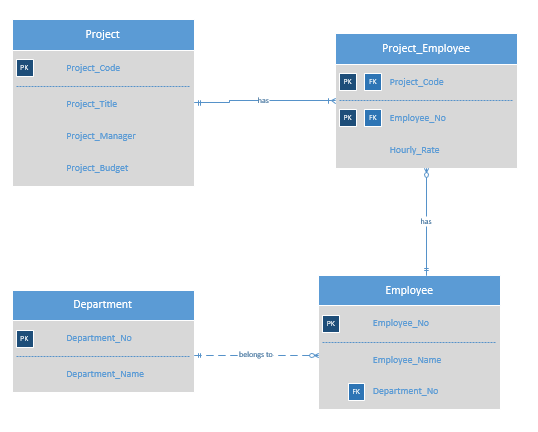 Project
PK Project_Code
Project_Title
Project_Manager
Project_Budget
has
Project_Employee
PK FK Project_Code
PK FK Employee_No
Hourly_Rate
has
Department
PK Department_No
Department_Name
belongs to
Employee
PK Employee_No
Employee_Name
FK Department_No